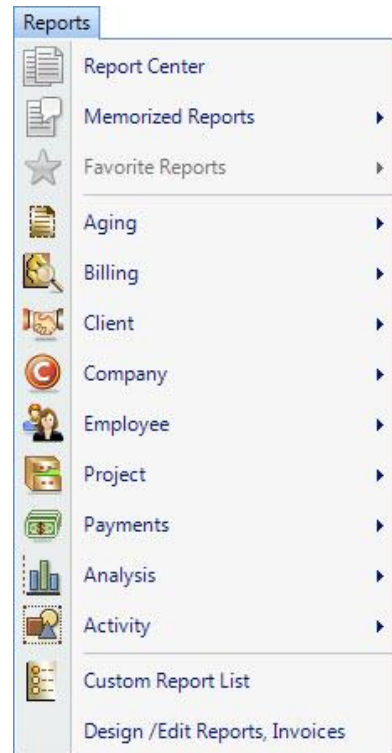 Reports
Report Center
Memorized Reports
Favorite Reports
Aging
Billing
Client
Company
Employee
Project
Payments
Analysis
Activity
Custom Report List
Design /Edit Reports, Invoices